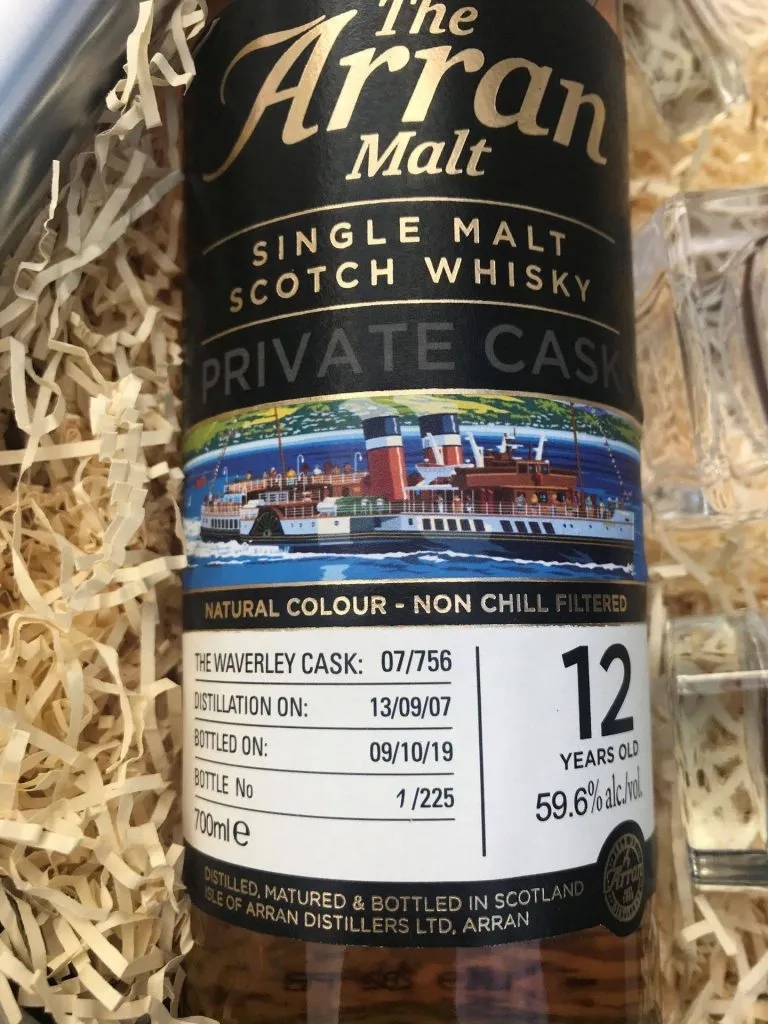 The
Arran
Malt
SINGLE MALT
SCOTCH WHISKY
PRIVATE CASK
NATURAL COLOUR - NON CHILL FILTERED
THE WAVERLEY CASK: 07/756
DISTILLATION ON: 13/09/07
BOTTLED ON: 09/10/19
BOTTLE No 1/225
700ml e
12
YEARS OLD
59.6% alc./vol.
DISTILLED, MATURED & BOTTLED IN SCOTLAND
ISLE OF ARRAN DISTILLERS LTD, ARRAN
Arran